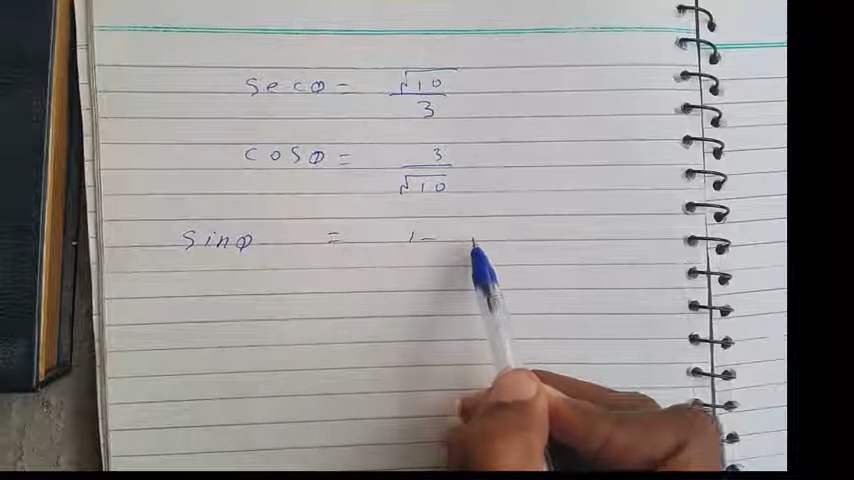 secθ = √10/3
cosθ = 3/√10
sinθ = 1-